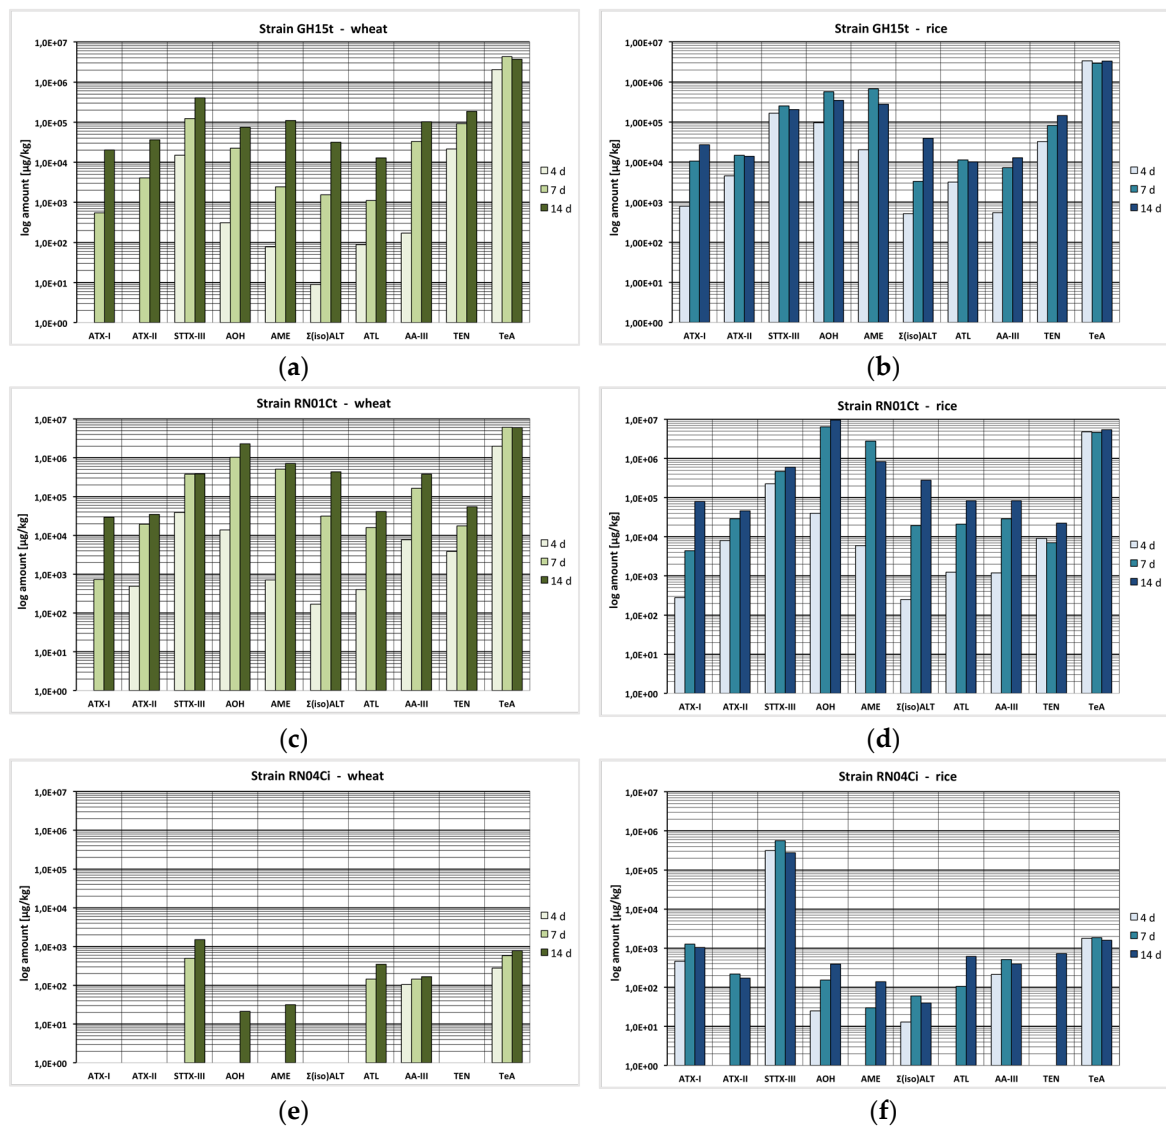 Strain GH15t - wheat
log amount [µg/kg]
1,0E+07
1,0E+06
1,0E+05
1,0E+04
1,0E+03
1,0E+02
1,0E+01
1,0E+00
ATX-I ATX-II STTX-III AOH AME Σ(iso)ALT ATL AA-III TEN TeA
4 d
7 d
14 d
(a)
Strain GH15t - rice
log amount [µg/kg]
1,00E+07
1,00E+06
1,00E+05
1,00E+04
1,00E+03
1,00E+02
1,00E+01
1,00E+00
ATX-I ATX-II STTX-III AOH AME Σ(iso)ALT ATL AA-III TEN TeA
4 d
7 d
14 d
(b)
Strain RN01Ct - wheat
log amount [µg/kg]
1,0E+07
1,0E+06
1,0E+05
1,0E+04
1,0E+03
1,0E+02
1,0E+01
1,0E+00
ATX-I ATX-II STTX-III AOH AME Σ(iso)ALT ATL AA-III TEN TeA
4 d
7 d
14 d
(c)
Strain RN01Ct - rice
log amount [µg/kg]
1,0E+07
1,0E+06
1,0E+05
1,0E+04
1,0E+03
1,0E+02
1,0E+01
1,0E+00
ATX-I ATX-II STTX-III AOH AME Σ(iso)ALT ATL AA-III TEN TeA
4 d
7 d
14 d
(d)
Strain RN04Ci - wheat
log amount [µg/kg]
1,0E+07
1,0E+06
1,0E+05
1,0E+04
1,0E+03
1,0E+02
1,0E+01
1,0E+00
ATX-I ATX-II STTX-III AOH AME Σ(iso)ALT ATL AA-III TEN TeA
4 d
7 d
14 d
(e)
Strain RN04Ci - rice
log amount [µg/kg]
1,0E+07
1,0E+06
1,0E+05
1,0E+04
1,0E+03
1,0E+02
1,0E+01
1,0E+00
ATX-I ATX-II STTX-III AOH AME Σ(iso)ALT ATL AA-III TEN TeA
4 d
7 d
14 d
(f)